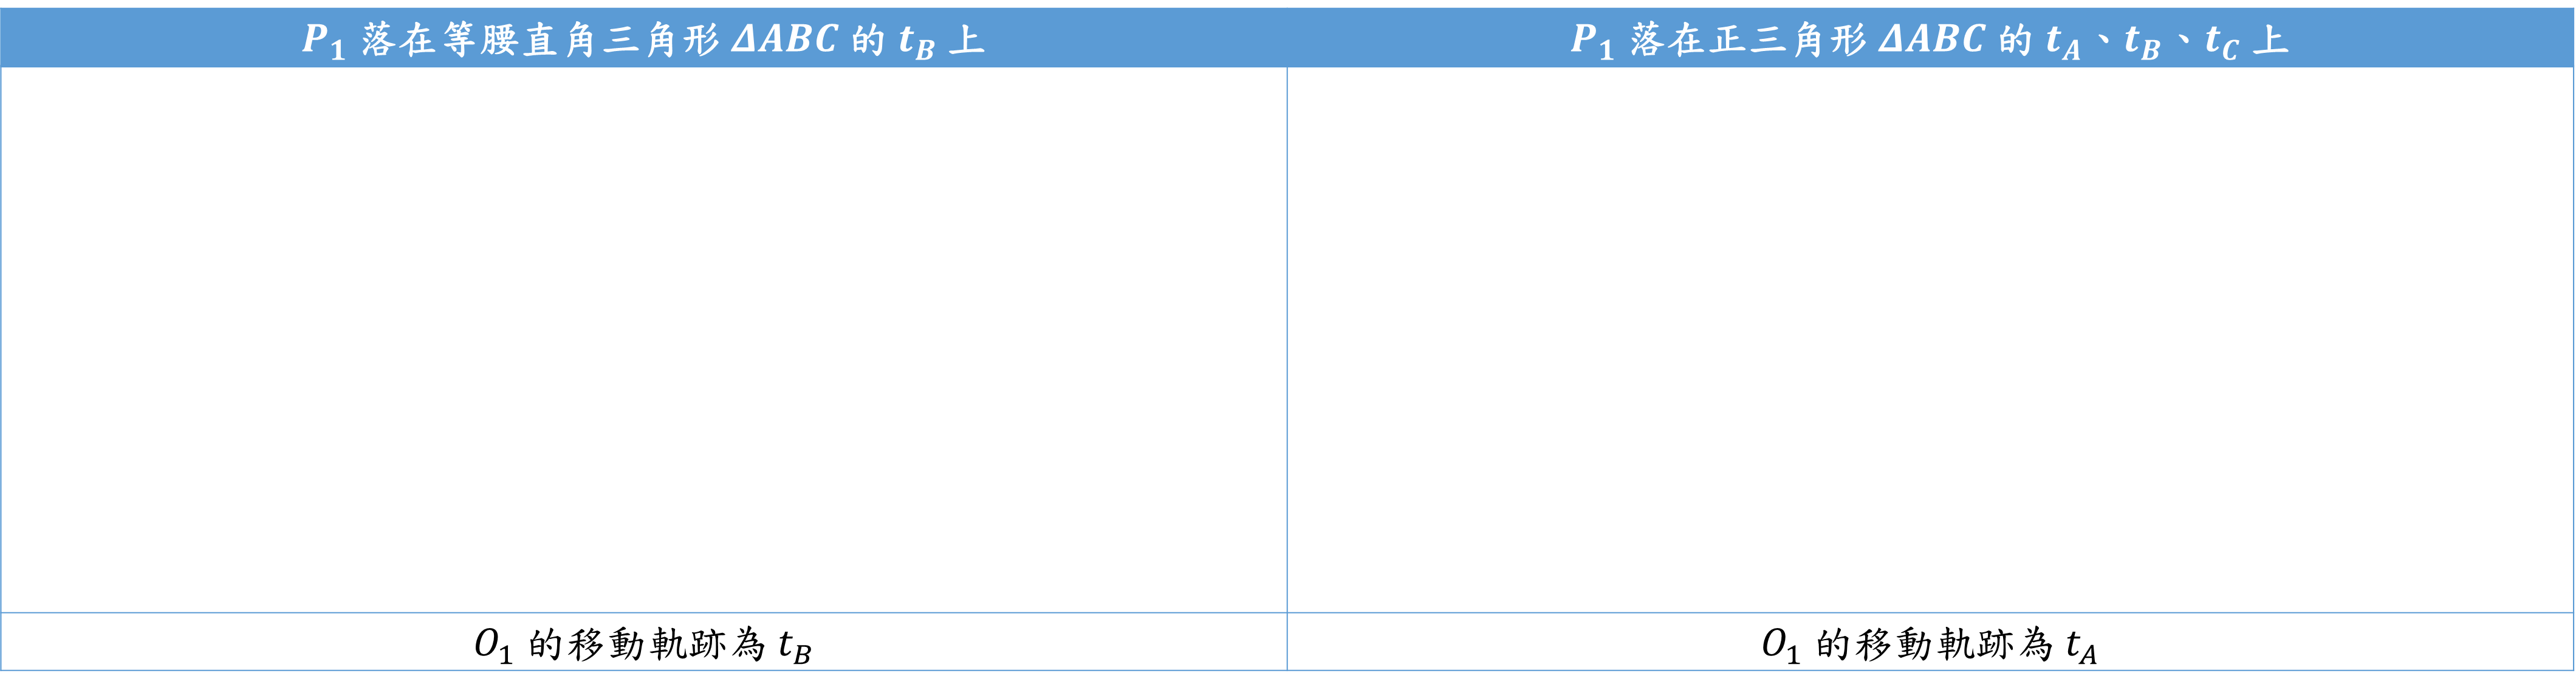 P₁ 落在等腰直角三角形 ΔABC 的 t_B 上
P₁ 落在正三角形 ΔABC 的 t_A、t_B、t_C 上
O₁ 的移動軌跡為 t_B
O₁ 的移動軌跡為 t_A